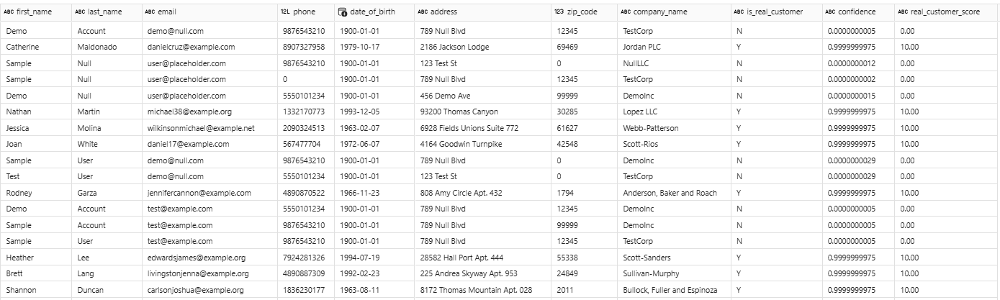 ABC first_name ABC last_name ABC email 12L phone date_of_birth ABC address 123 zip_code ABC company_name ABC is_real_customer ABC confidence ABC real_customer_score
Demo Account demo@null.com 9876543210 1900-01-01 789 Null Blvd 12345 TestCorp N 0.0000000005 0.00
Catherine Maldonado danielcruz@example.com 8907327958 1979-10-17 2186 Jackson Lodge 69469 Jordan PLC Y 0.9999999975 10.00
Sample Null user@placeholder.com 9876543210 1900-01-01 123 Test St 0 NullLLC N 0.0000000012 0.00
Sample Null user@placeholder.com 0 1900-01-01 789 Null Blvd 12345 TestCorp N 0.0000000002 0.00
Demo Null user@placeholder.com 5550101234 1900-01-01 456 Demo Ave 99999 DemoInc N 0.0000000015 0.00
Nathan Martin michael38@example.org 1332170773 1993-12-05 93200 Thomas Canyon 30285 Lopez LLC Y 0.9999999975 10.00
Jessica Molina wilkinsonmichael@example.net 2090324513 1963-02-07 6928 Fields Unions Suite 772 61627 Webb-Patterson Y 0.9999999975 10.00
Joan White daniel17@example.com 567477704 1972-06-07 4164 Goodwin Turnpike 42548 Scott-Rios Y 0.9999999975 10.00
Sample User demo@null.com 9876543210 1900-01-01 789 Null Blvd 0 DemoInc N 0.0000000029 0.00
Test User demo@null.com 5550101234 1900-01-01 123 Test St 0 TestCorp N 0.0000000029 0.00
Rodney Garza jennifercannon@example.com 4890870522 1966-11-23 808 Amy Circle Apt. 432 1794 Anderson, Baker and Roach Y 0.9999999975 10.00
Demo Account test@example.com 5550101234 1900-01-01 789 Null Blvd 12345 DemoInc N 0.0000000005 0.00
Sample Account test@example.com 9876543210 1900-01-01 789 Null Blvd 99999 DemoInc N 0.0000000005 0.00
Sample User test@example.com 9876543210 1900-01-01 789 Null Blvd 12345 TestCorp N 0.0000000005 0.00
Heather Lee edwardsjames@example.org 7924281326 1994-07-19 28582 Hall Port Apt. 444 55338 Scott-Sanders Y 0.9999999975 10.00
Brett Lang livingstonjenna@example.org 4890887309 1992-02-23 225 Andrea Skyway Apt. 953 24849 Sullivan-Murphy Y 0.9999999975 10.00
Shannon Duncan carlsonjoshua@example.org 1836230177 1963-08-11 8172 Thomas Mountain Apt. 028 2011 Bullock, Fuller and Espinoza Y 0.9999999975 10.00